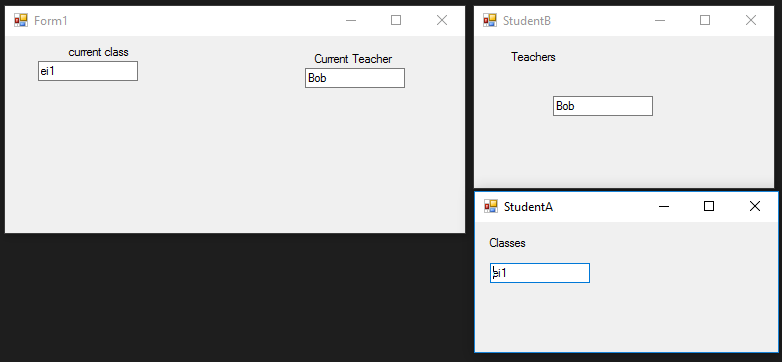 Form1
current class
ei1
Current Teacher
Bob
StudentB
Teachers
Bob
StudentA
Classes
ei1